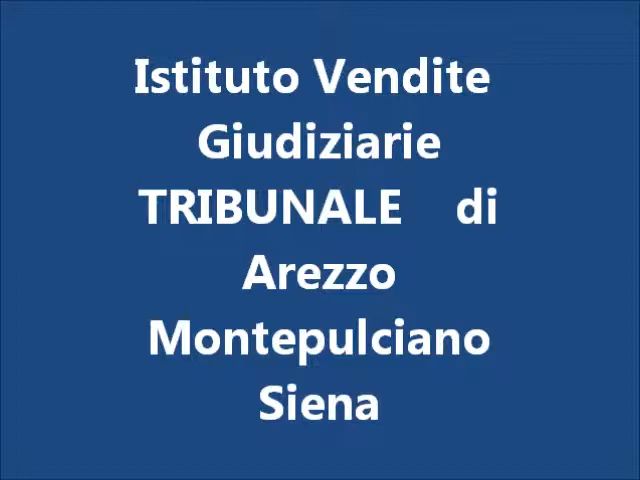 Istituto Vendite
Giudiziarie
TRIBUNALE di
Arezzo
Montepulciano
Siena